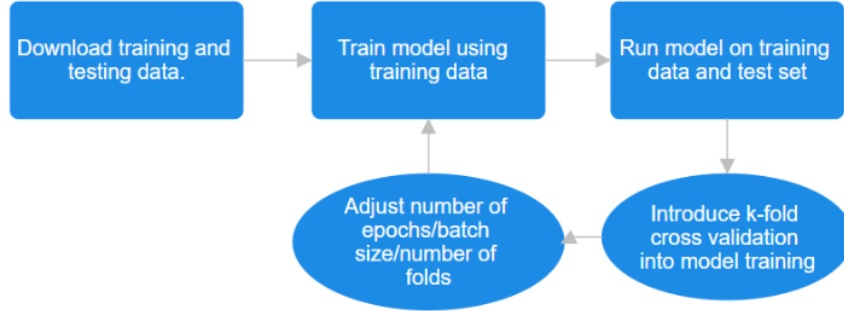 Download training and
testing data.
Train model using
training data
Run model on training
data and test set
Introduce k-fold
cross validation
into model training
Adjust number of
epochs/batch
size/number of
folds